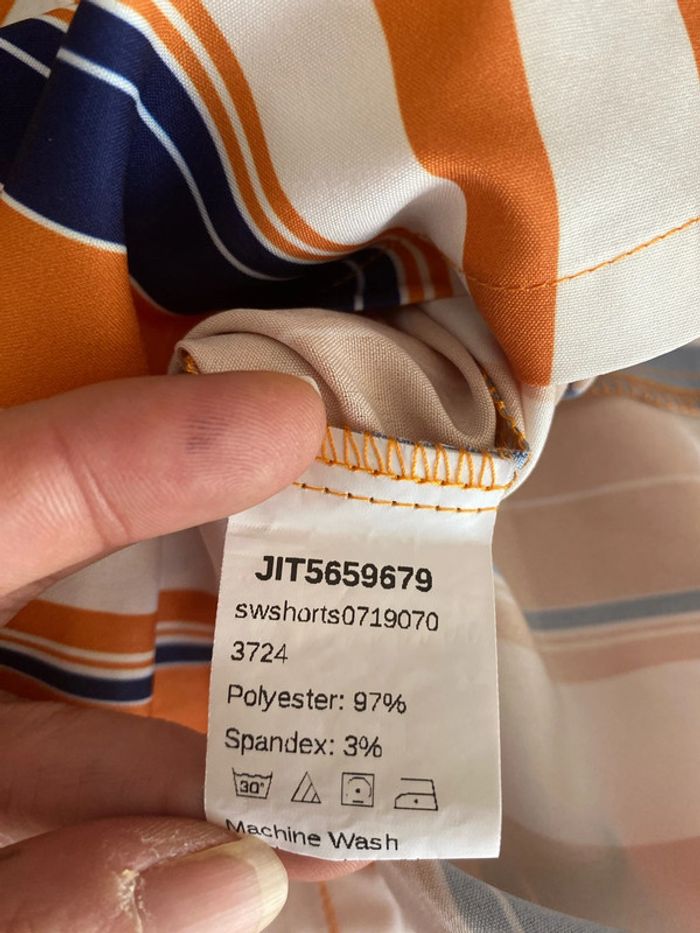 JIT5659679
swshorts0719070
3724
Polyester: 97%
Spandex: 3%
30°
Machine Wash